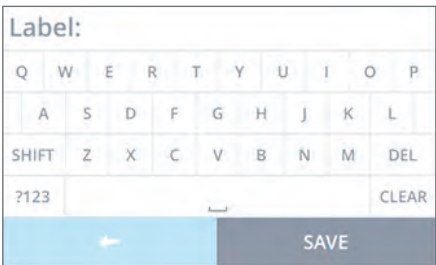 Label:
Q W E R T Y U I O P
A S D F G H J K L
SHIFT Z X C V B N M DEL
?123 CLEAR
SAVE